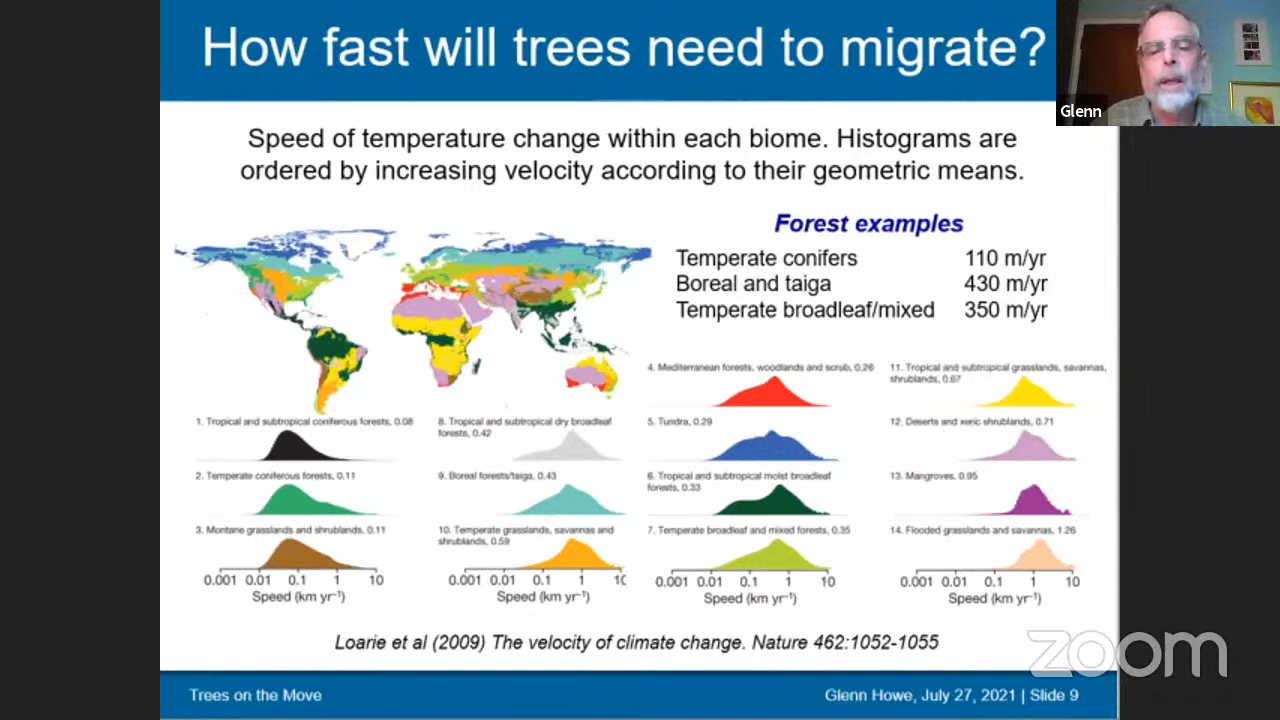 How fast will trees need to migrate?
Glenn
Speed of temperature change within each biome. Histograms are
ordered by increasing velocity according to their geometric means.
Forest examples
Temperate conifers 110 m/yr
Boreal and taiga 430 m/yr
Temperate broadleaf/mixed 350 m/yr
1. Tropical and subtropical coniferous forests, 0.08
2. Temperate coniferous forests, 0.11
3. Montane grasslands and shrublands, 0.11
0.001 0.01 0.1 1 10
Speed (km yr⁻¹)
8. Tropical and subtropical dry broadleaf
forests, 0.42
9. Boreal forests/taiga, 0.43
10. Temperate grasslands, savannas and
shrublands, 0.59
0.001 0.01 0.1 1 10
Speed (km yr⁻¹)
4. Mediterranean forests, woodlands and scrub, 0.26
5. Tundra, 0.29
6. Tropical and subtropical moist broadleaf
forests, 0.33
7. Temperate broadleaf and mixed forests, 0.35
0.001 0.01 0.1 1 10
Speed (km yr⁻¹)
11. Tropical and subtropical grasslands, savannas,
shrublands, 0.67
12. Deserts and xeric shrublands, 0.71
13. Mangroves, 0.95
14. Flooded grasslands and savannas, 1.26
0.001 0.01 0.1 1 10
Speed (km yr⁻¹)
Loarie et al (2009) The velocity of climate change. Nature 462:1052-1055
zoom
Trees on the Move
Glenn Howe, July 27, 2021 | Slide 9